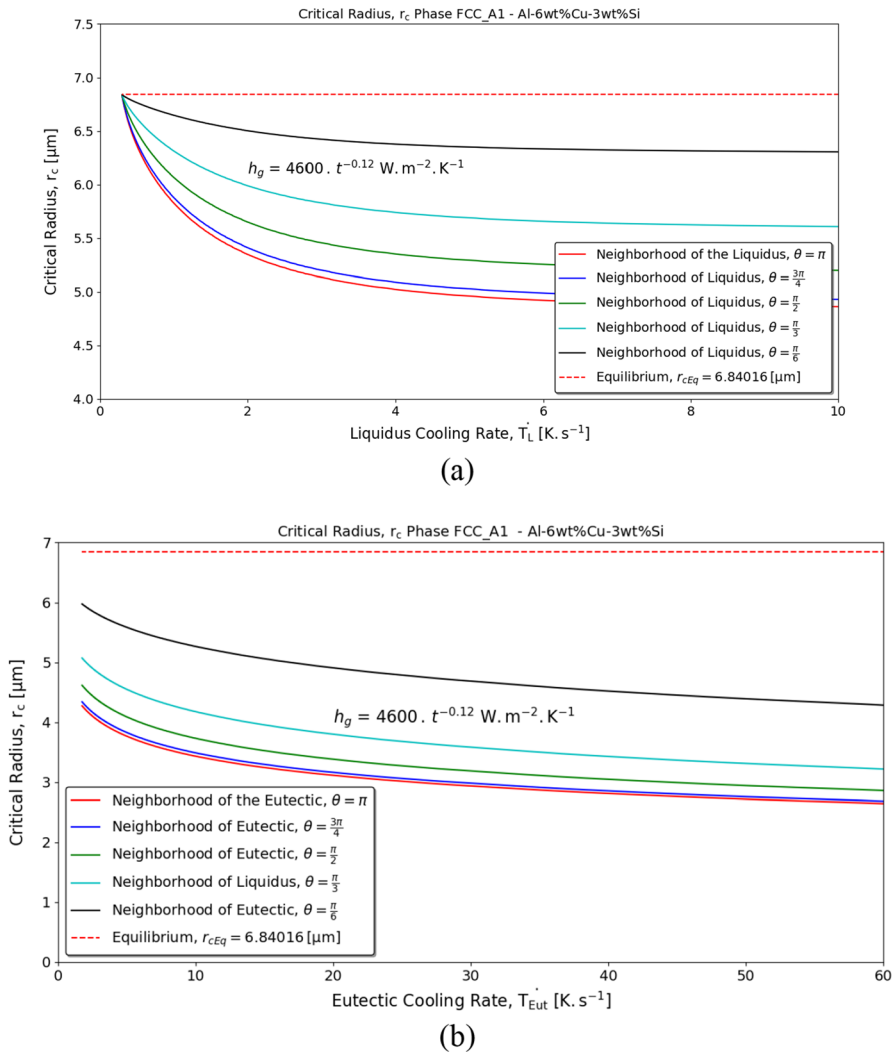 Critical Radius, r_c Phase FCC_A1 - Al-6wt%Cu-3wt%Si
7.5
7.0
6.5
6.0
5.5
5.0
4.5
4.0
Critical Radius, r_c [µm]
h_g = 4600 . t^{-0.12} W.m^{-2}.K^{-1}
Neighborhood of the Liquidus, θ = π
Neighborhood of Liquidus, θ = 3π/4
Neighborhood of Liquidus, θ = π/2
Neighborhood of Liquidus, θ = π/3
Neighborhood of Liquidus, θ = π/6
Equilibrium, r_{cEq} = 6.84016 [µm]
0 2 4 6 8 10
Liquidus Cooling Rate, Ṫ_L [K.s^{-1}]
(a)
Critical Radius, r_c Phase FCC_A1 - Al-6wt%Cu-3wt%Si
7
6
5
4
3
2
1
0
Critical Radius, r_c [µm]
h_g = 4600 . t^{-0.12} W.m^{-2}.K^{-1}
Neighborhood of the Eutectic, θ = π
Neighborhood of Eutectic, θ = 3π/4
Neighborhood of Eutectic, θ = π/2
Neighborhood of Liquidus, θ = π/3
Neighborhood of Eutectic, θ = π/6
Equilibrium, r_{cEq} = 6.84016 [µm]
0 10 20 30 40 50 60
Eutectic Cooling Rate, Ṫ_{Eut} [K.s^{-1}]
(b)